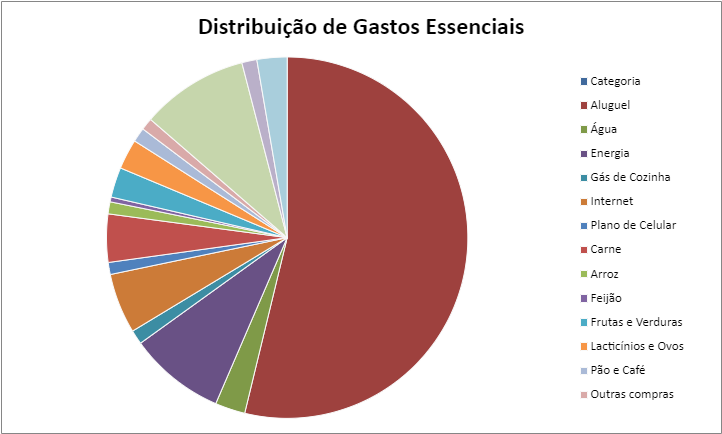 Distribuição de Gastos Essenciais
Categoria
Aluguel
Água
Energia
Gás de Cozinha
Internet
Plano de Celular
Carne
Arroz
Feijão
Frutas e Verduras
Lacticínios e Ovos
Pão e Café
Outras compras